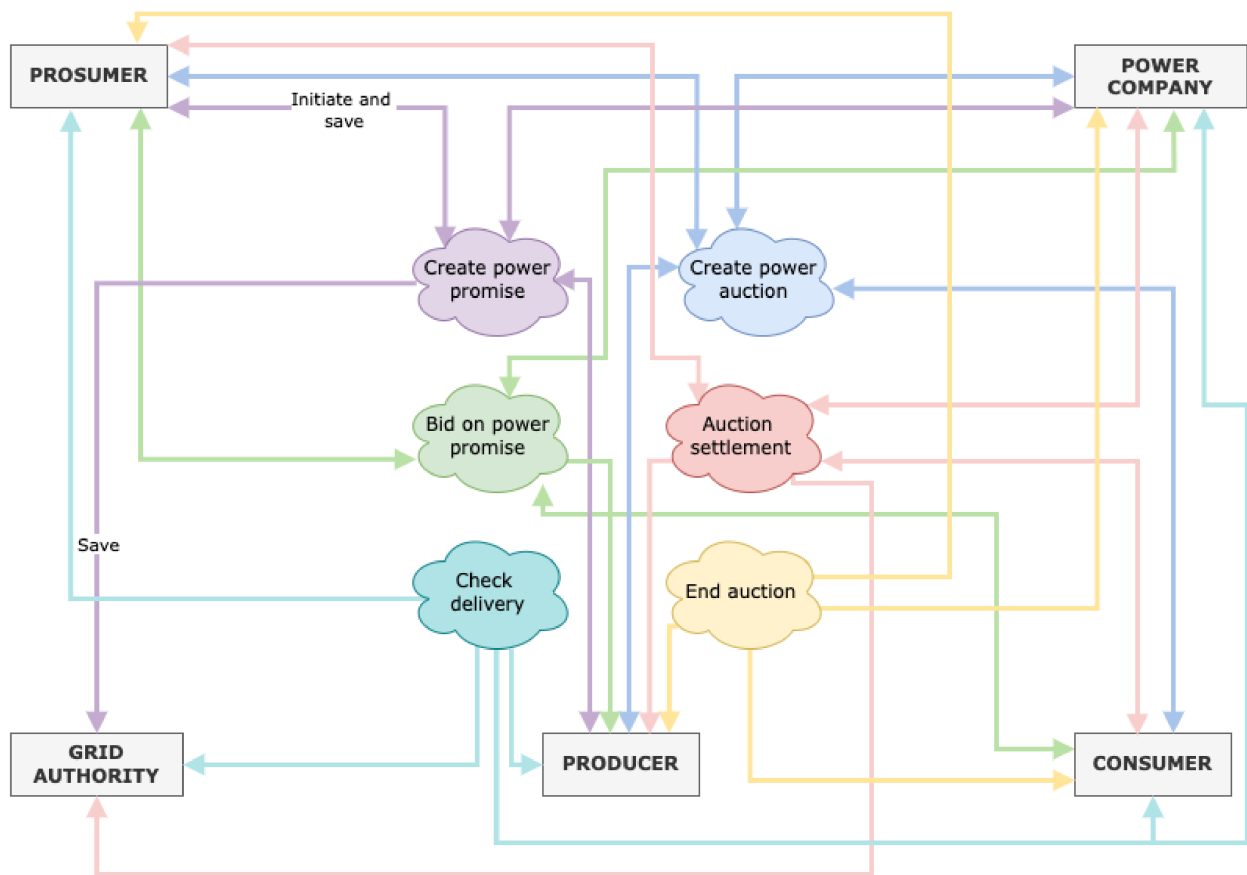 PROSUMER
POWER
COMPANY
Initiate and
save
Create power
promise
Create power
auction
Bid on power
promise
Auction
settlement
Save
Check
delivery
End auction
GRID
AUTHORITY
PRODUCER
CONSUMER